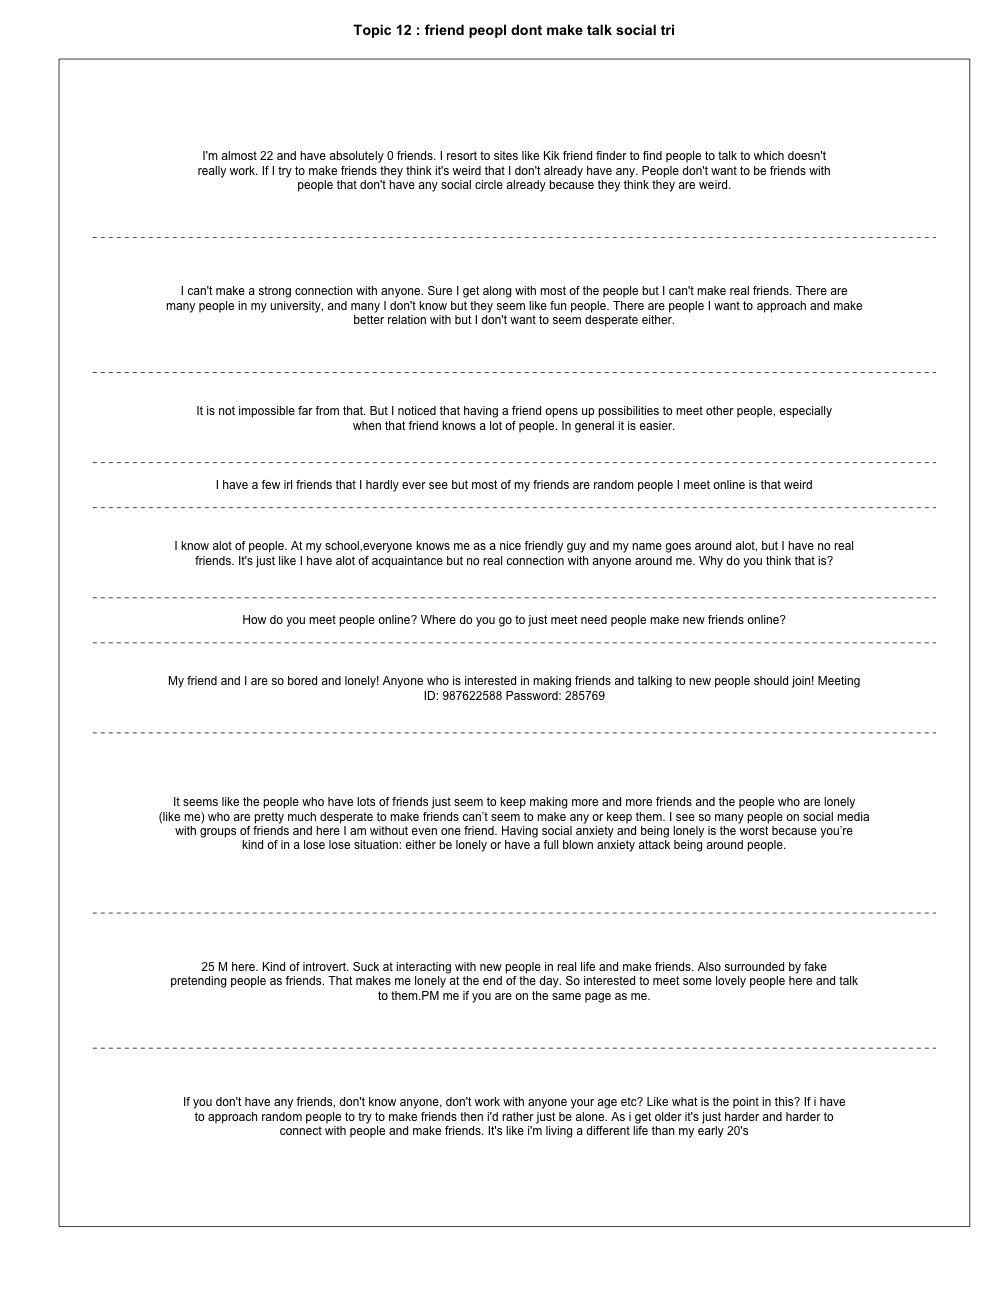 Topic 12 : friend peopl dont make talk social tri
I'm almost 22 and have absolutely 0 friends. I resort to sites like Kik friend finder to find people to talk to which doesn't
really work. If I try to make friends they think it's weird that I don't already have any. People don't want to be friends with
people that don't have any social circle already because they think they are weird.
I can't make a strong connection with anyone. Sure I get along with most of the people but I can't make real friends. There are
many people in my university, and many I don't know but they seem like fun people. There are people I want to approach and make
better relation with but I don't want to seem desperate either.
It is not impossible far from that. But I noticed that having a friend opens up possibilities to meet other people, especially
when that friend knows a lot of people. In general it is easier.
I have a few irl friends that I hardly ever see but most of my friends are random people I meet online is that weird
I know alot of people. At my school,everyone knows me as a nice friendly guy and my name goes around alot, but I have no real
friends. It's just like I have alot of acquaintance but no real connection with anyone around me. Why do you think that is?
How do you meet people online? Where do you go to just meet need people make new friends online?
My friend and I are so bored and lonely! Anyone who is interested in making friends and talking to new people should join! Meeting
ID: 987622588 Password: 285769
It seems like the people who have lots of friends just seem to keep making more and more friends and the people who are lonely
(like me) who are pretty much desperate to make friends can’t seem to make any or keep them. I see so many people on social media
with groups of friends and here I am without even one friend. Having social anxiety and being lonely is the worst because you’re
kind of in a lose lose situation: either be lonely or have a full blown anxiety attack being around people.
25 M here. Kind of introvert. Suck at interacting with new people in real life and make friends. Also surrounded by fake
pretending people as friends. That makes me lonely at the end of the day. So interested to meet some lovely people here and talk
to them.PM me if you are on the same page as me.
If you don't have any friends, don't know anyone, don't work with anyone your age etc? Like what is the point in this? If i have
to approach random people to try to make friends then i'd rather just be alone. As i get older it's just harder and harder to
connect with people and make friends. It's like i'm living a different life than my early 20's